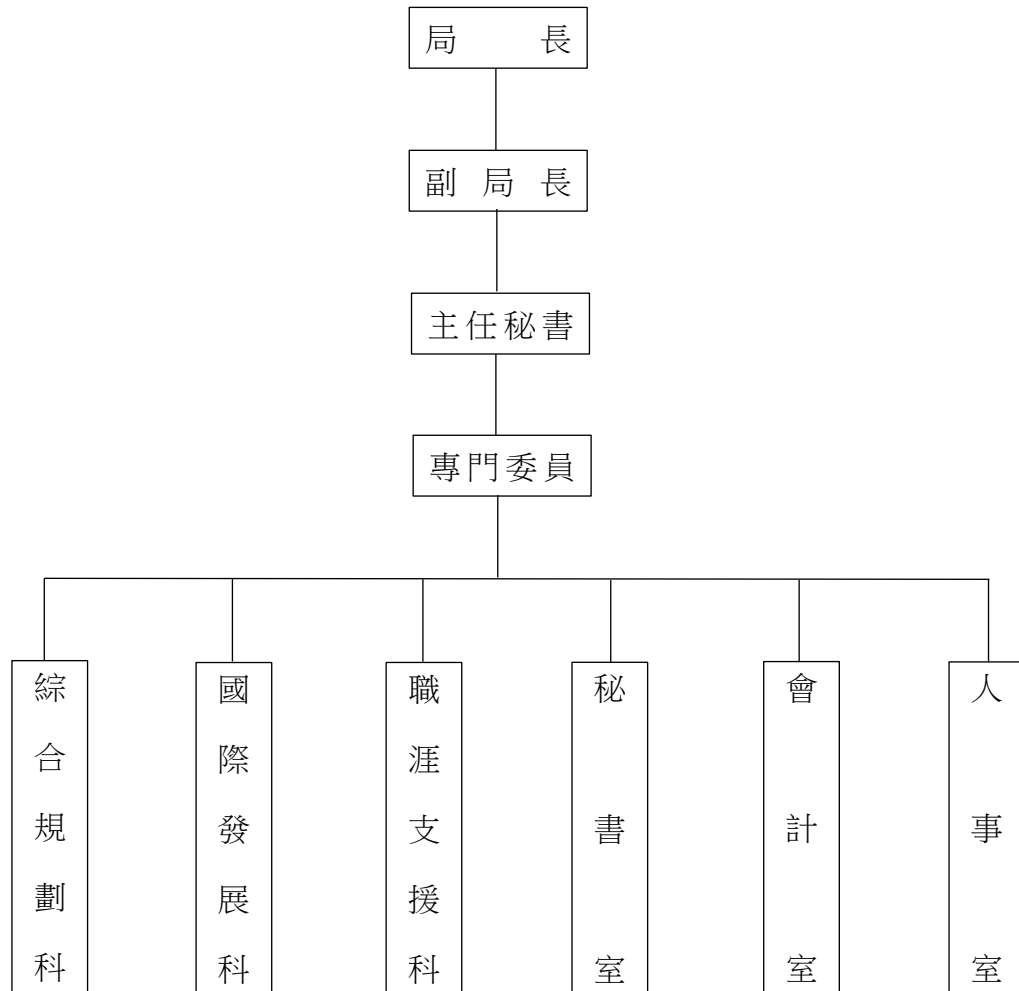 局長
副局長
主任秘書
專門委員
綜合規劃科
國際發展科
職涯支援科
秘書室
會計室
人事室